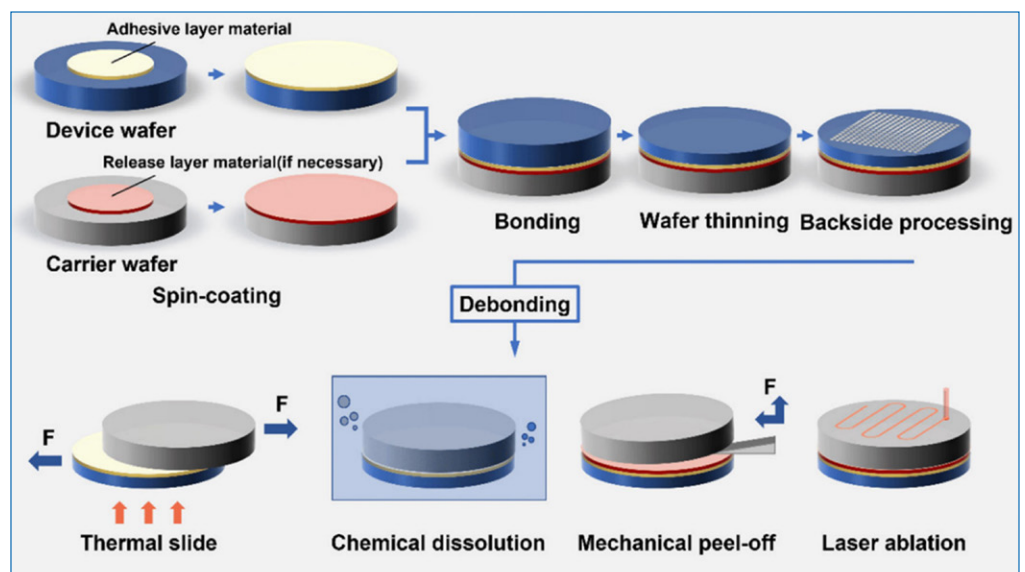 Adhesive layer material
Device wafer
Release layer material(if necessary)
Carrier wafer
Spin-coating
Bonding
Wafer thinning
Backside processing
Debonding
F
F
F
Thermal slide
Chemical dissolution
Mechanical peel-off
Laser ablation